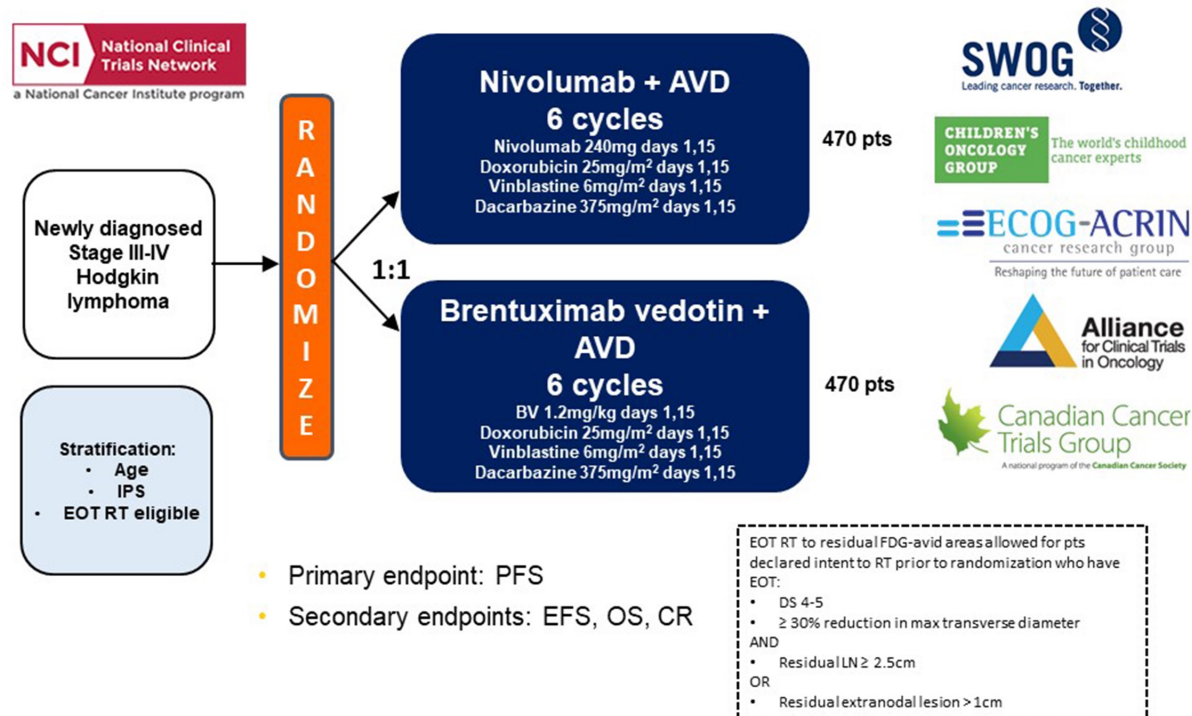 NCI National Clinical
Trials Network
a National Cancer Institute program
Newly diagnosed
Stage III-IV
Hodgkin
lymphoma
Stratification:
• Age
• IPS
• EOT RT eligible
R
A
N
D
O
M
I
Z
E
1:1
Nivolumab + AVD
6 cycles
Nivolumab 240mg days 1,15
Doxorubicin 25mg/m² days 1,15
Vinblastine 6mg/m² days 1,15
Dacarbazine 375mg/m² days 1,15
470 pts
Brentuximab vedotin +
AVD
6 cycles
BV 1.2mg/kg days 1,15
Doxorubicin 25mg/m² days 1,15
Vinblastine 6mg/m² days 1,15
Dacarbazine 375mg/m² days 1,15
470 pts
SWOG
Leading cancer research. Together.
CHILDREN'S
ONCOLOGY
GROUP
The world's childhood
cancer experts
ECOG-ACRIN
cancer research group
Reshaping the future of patient care
Alliance
for Clinical Trials
in Oncology
Canadian Cancer
Trials Group
A national program of the Canadian Cancer Society
• Primary endpoint: PFS
• Secondary endpoints: EFS, OS, CR
EOT RT to residual FDG-avid areas allowed for pts
declared intent to RT prior to randomization who have
EOT:
• DS 4-5
• ≥ 30% reduction in max transverse diameter
AND
• Residual LN ≥ 2.5cm
OR
• Residual extranodal lesion > 1cm